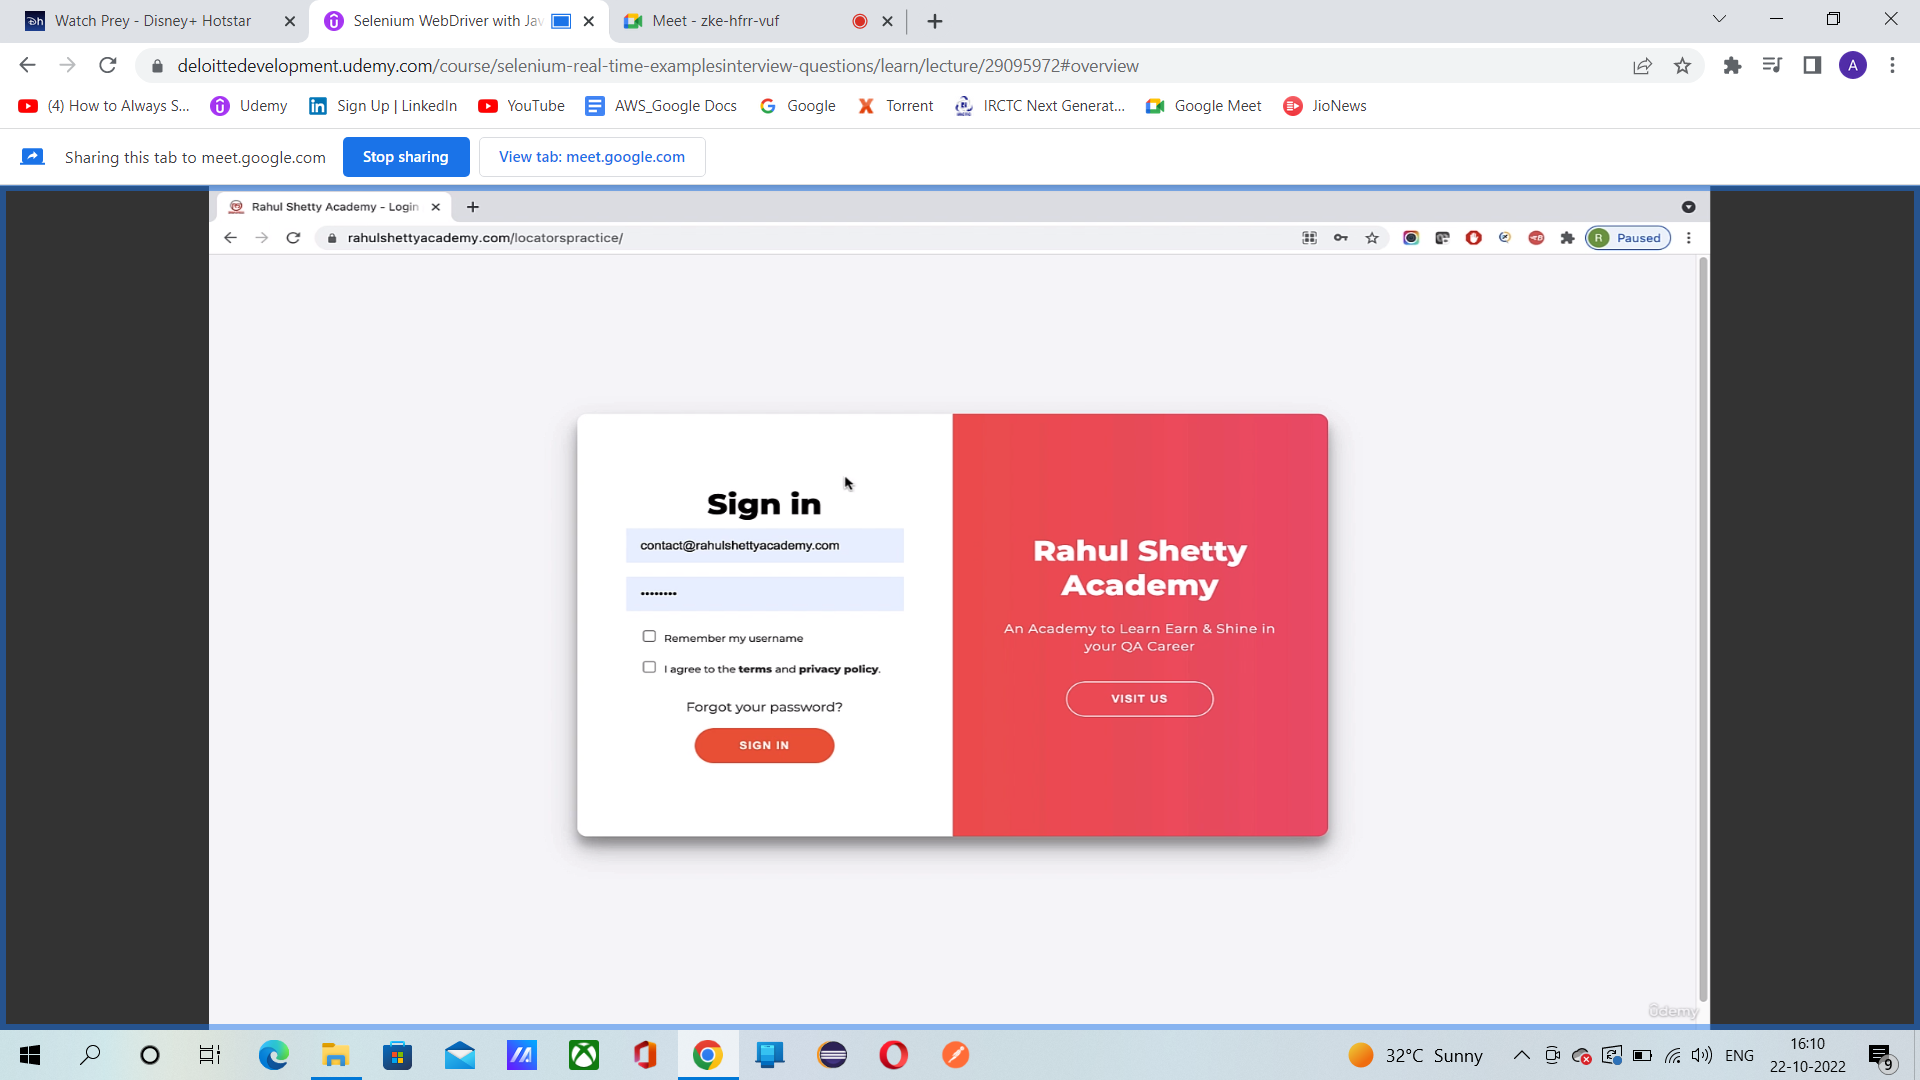 Watch Prey - Disney+ Hotstar
Selenium WebDriver with Jav
Meet - zke-hfrr-vuf
deloittedevelopment.udemy.com/course/selenium-real-time-examplesinterview-questions/learn/lecture/29095972#overview
A
(4) How to Always S...
Udemy
Sign Up | LinkedIn
YouTube
AWS_Google Docs
Google
Torrent
IRCTC Next Generat...
Google Meet
JioNews
Sharing this tab to meet.google.com
Stop sharing
View tab: meet.google.com
Rahul Shetty Academy - Login
rahulshettyacademy.com/locatorspractice/
R Paused
Sign in
contact@rahulshettyacademy.com
••••••••
Remember my username
I agree to the terms and privacy policy.
Forgot your password?
SIGN IN
Rahul Shetty
Academy
An Academy to Learn Earn & Shine in
your QA Career
VISIT US
ûdemy
32°C Sunny
ENG
16:10
22-10-2022
9